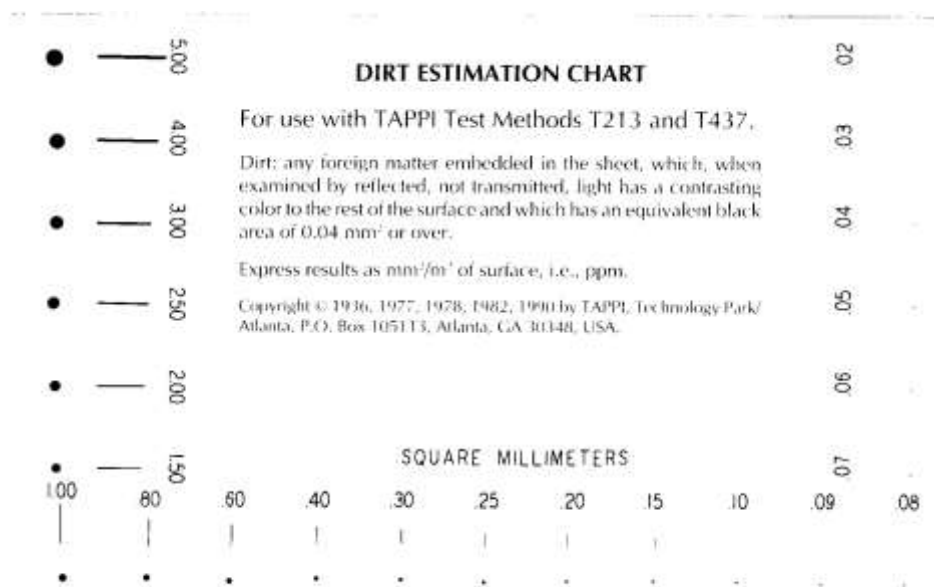 5.00
DIRT ESTIMATION CHART
.02
For use with TAPPI Test Methods T213 and T437.
4.00
.03
Dirt: any foreign matter embedded in the sheet, which, when
examined by reflected, not transmitted, light has a contrasting
color to the rest of the surface and which has an equivalent black
area of 0.04 mm² or over.
3.00
.04
Express results as mm²/m² of surface, i.e., ppm.
2.50
.05
Copyright © 1936, 1977, 1978, 1982, 1990 by TAPPI, Technology Park/
Atlanta, P.O. Box 105113, Atlanta, GA 30348, USA.
2.00
.06
1.50
SQUARE MILLIMETERS
.07
1.00 .80 .60 .40 .30 .25 .20 .15 .10 .09 .08